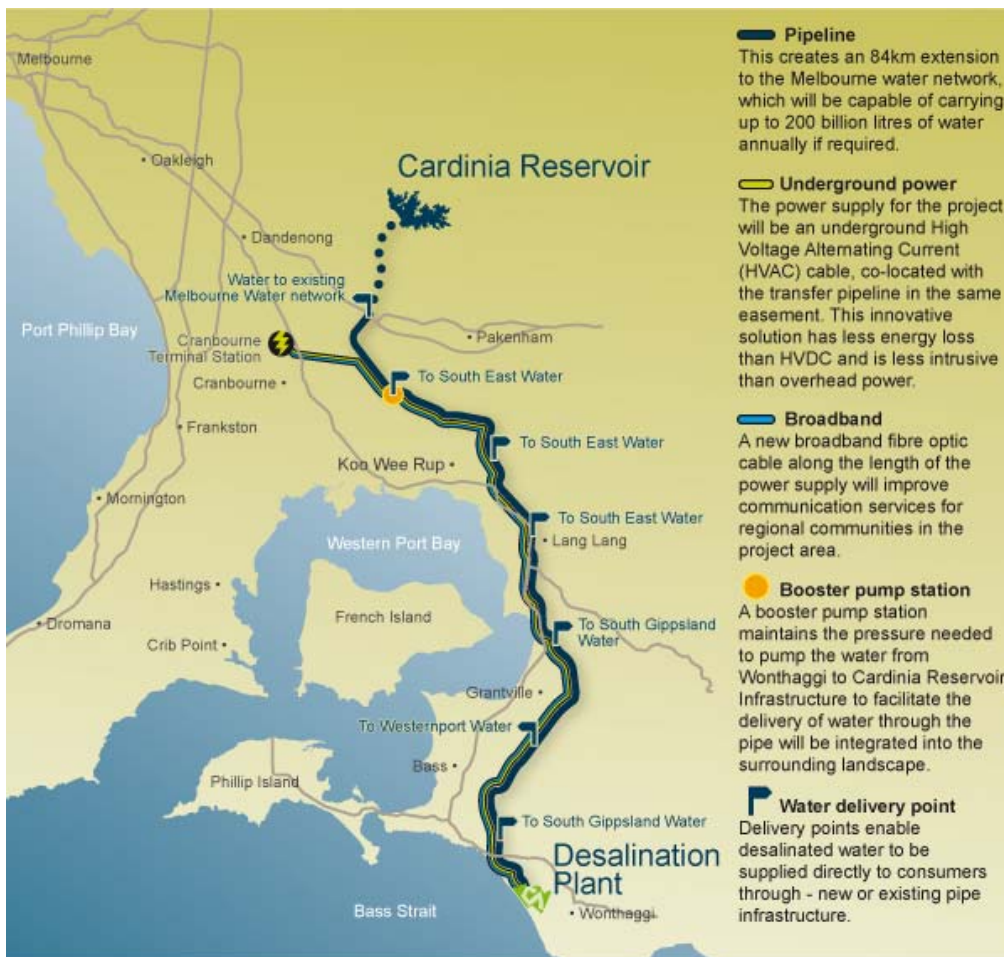 Melbourne
Oakleigh
Cardinia Reservoir
Dandenong
Water to existing
Melbourne Water network
Port Phillip Bay
Cranbourne
Terminal Station
Pakenham
Cranbourne
To South East Water
Frankston
To South East Water
Koo Wee Rup
Mornington
To South East Water
Lang Lang
Western Port Bay
Hastings
French Island
Dromana
Crib Point
To South Gippsland
Water
Grantville
To Westernport Water
Bass
Phillip Island
To South Gippsland Water
Desalination
Plant
Bass Strait
Wonthaggi
Pipeline
This creates an 84km extension
to the Melbourne water network,
which will be capable of carrying
up to 200 billion litres of water
annually if required.
Underground power
The power supply for the project
will be an underground High
Voltage Alternating Current
(HVAC) cable, co-located with
the transfer pipeline in the same
easement. This innovative
solution has less energy loss
than HVDC and is less intrusive
than overhead power.
Broadband
A new broadband fibre optic
cable along the length of the
power supply will improve
communication services for
regional communities in the
project area.
Booster pump station
A booster pump station
maintains the pressure needed
to pump the water from
Wonthaggi to Cardinia Reservoir
Infrastructure to facilitate the
delivery of water through the
pipe will be integrated into the
surrounding landscape.
Water delivery point
Delivery points enable
desalinated water to be
supplied directly to consumers
through - new or existing pipe
infrastructure.